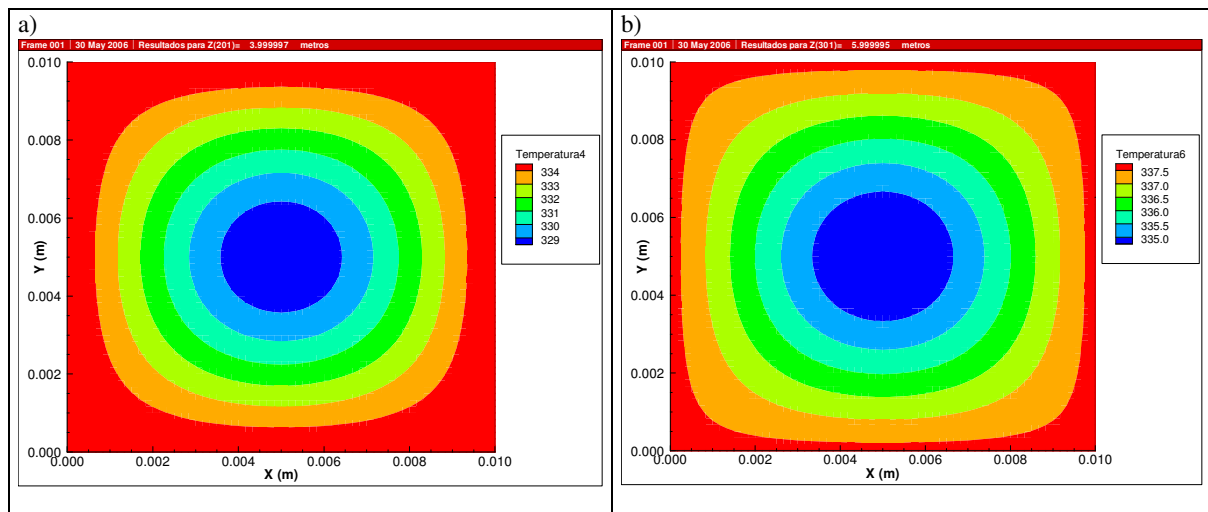 a)
Frame 001 | 30 May 2006 | Resultados para Z(201)= 3.999997 metros
0.010
0.008
0.006
0.004
0.002
0.000
Y (m)
0.000 0.002 0.004 0.006 0.008 0.010
X (m)
Temperatura4
334
333
332
331
330
329
b)
Frame 001 | 30 May 2006 | Resultados para Z(301)= 5.999995 metros
0.010
0.008
0.006
0.004
0.002
0.000
Y (m)
0.000 0.002 0.004 0.006 0.008 0.010
X (m)
Temperatura6
337.5
337.0
336.5
336.0
335.5
335.0